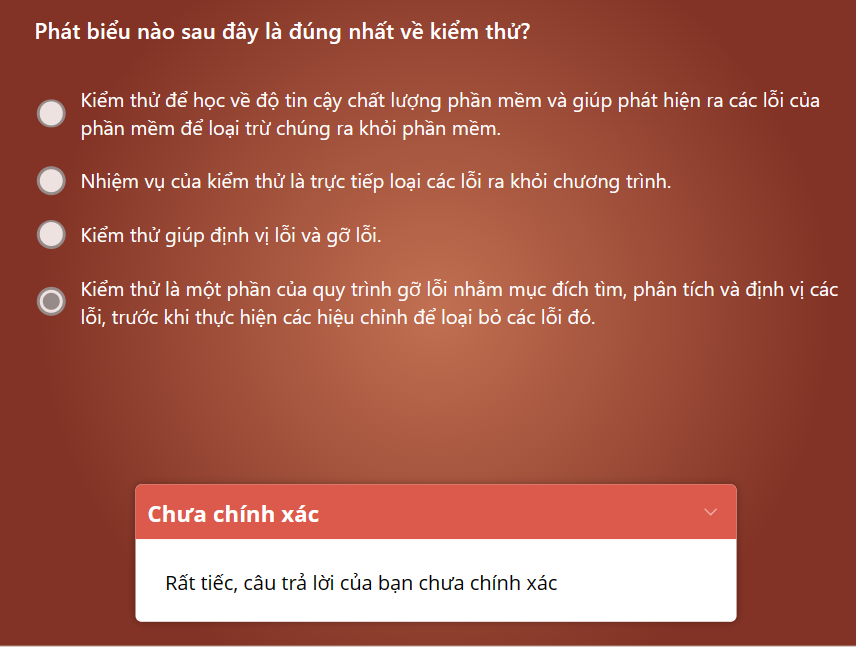 Phát biểu nào sau đây là đúng nhất về kiểm thử?
Kiểm thử để học về độ tin cậy chất lượng phần mềm và giúp phát hiện ra các lỗi của
phần mềm để loại trừ chúng ra khỏi phần mềm.
Nhiệm vụ của kiểm thử là trực tiếp loại các lỗi ra khỏi chương trình.
Kiểm thử giúp định vị lỗi và gỡ lỗi.
Kiểm thử là một phần của quy trình gỡ lỗi nhằm mục đích tìm, phân tích và định vị các
lỗi, trước khi thực hiện các hiệu chỉnh để loại bỏ các lỗi đó.
Chưa chính xác
Rất tiếc, câu trả lời của bạn chưa chính xác